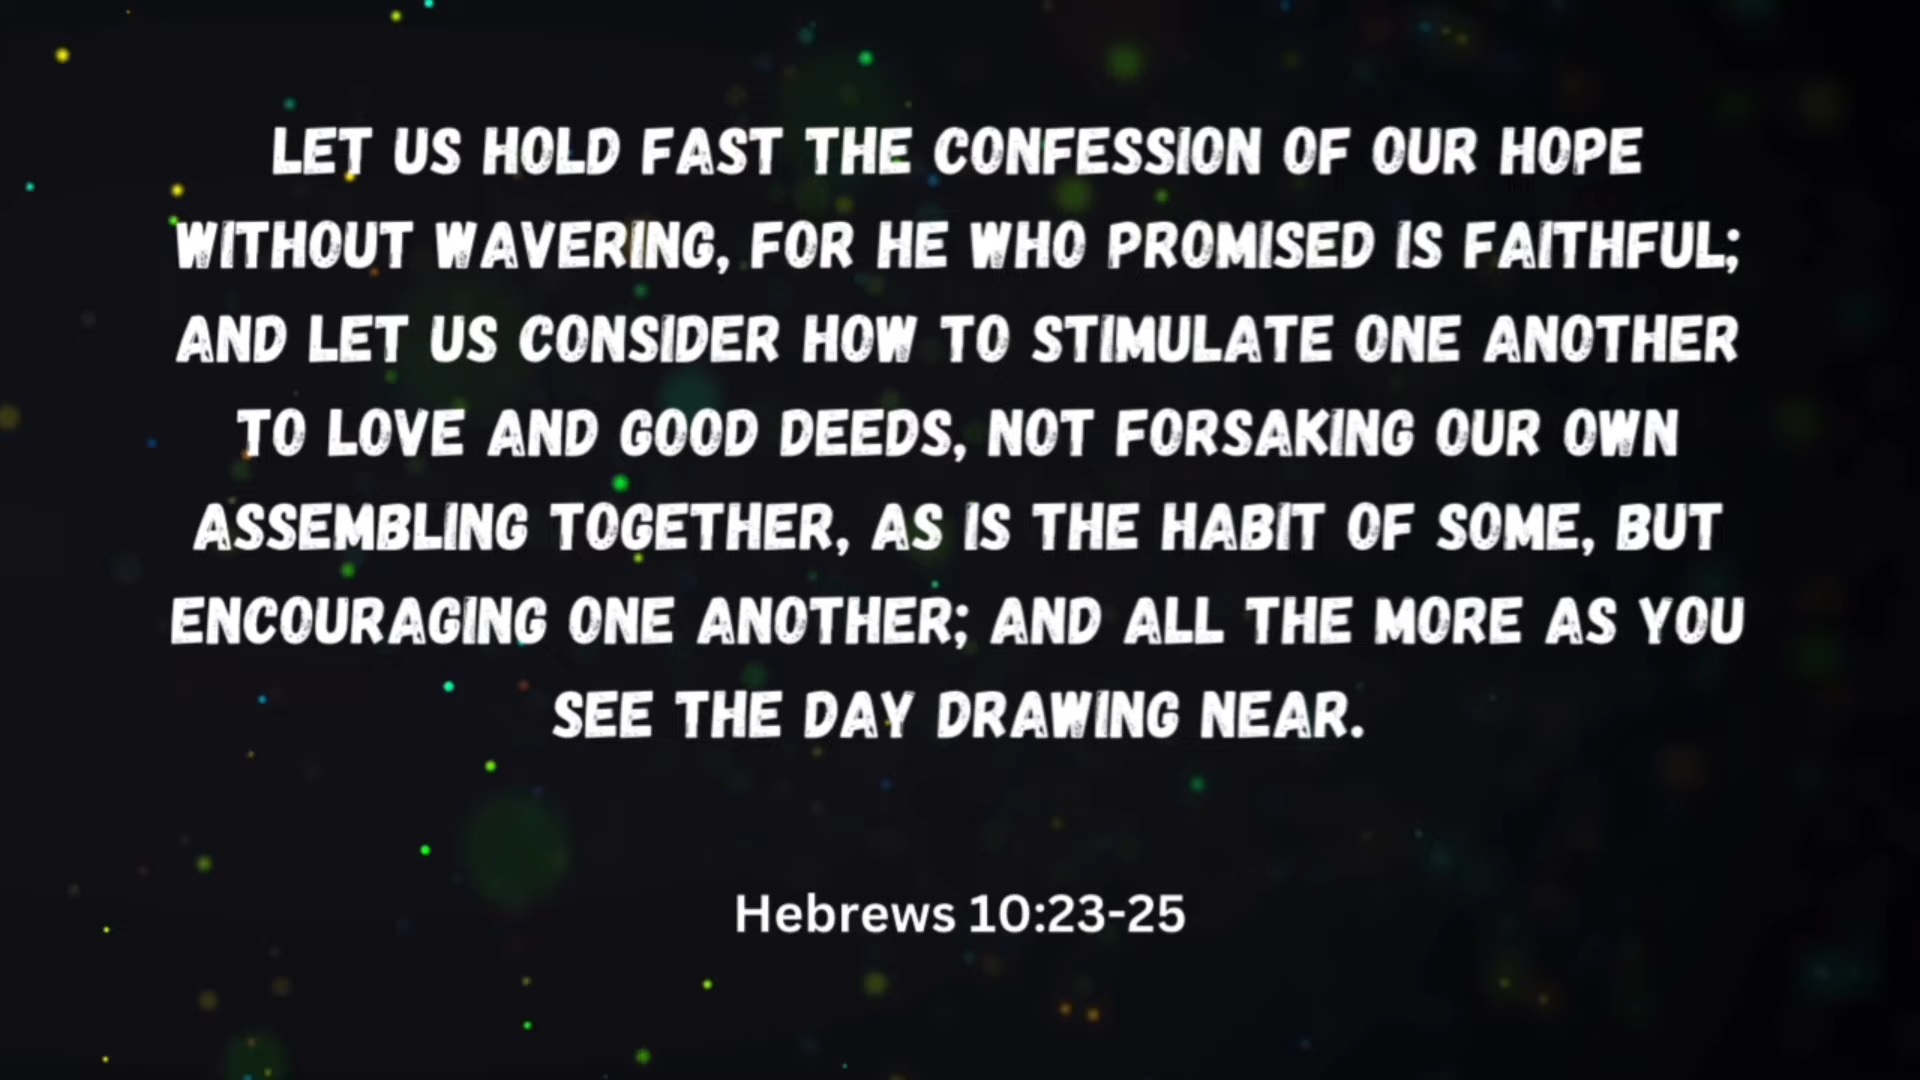 LET US HOLD FAST THE CONFESSION OF OUR HOPE
WITHOUT WAVERING, FOR HE WHO PROMISED IS FAITHFUL;
AND LET US CONSIDER HOW TO STIMULATE ONE ANOTHER
TO LOVE AND GOOD DEEDS, NOT FORSAKING OUR OWN
ASSEMBLING TOGETHER, AS IS THE HABIT OF SOME, BUT
ENCOURAGING ONE ANOTHER; AND ALL THE MORE AS YOU
SEE THE DAY DRAWING NEAR.
Hebrews 10:23-25